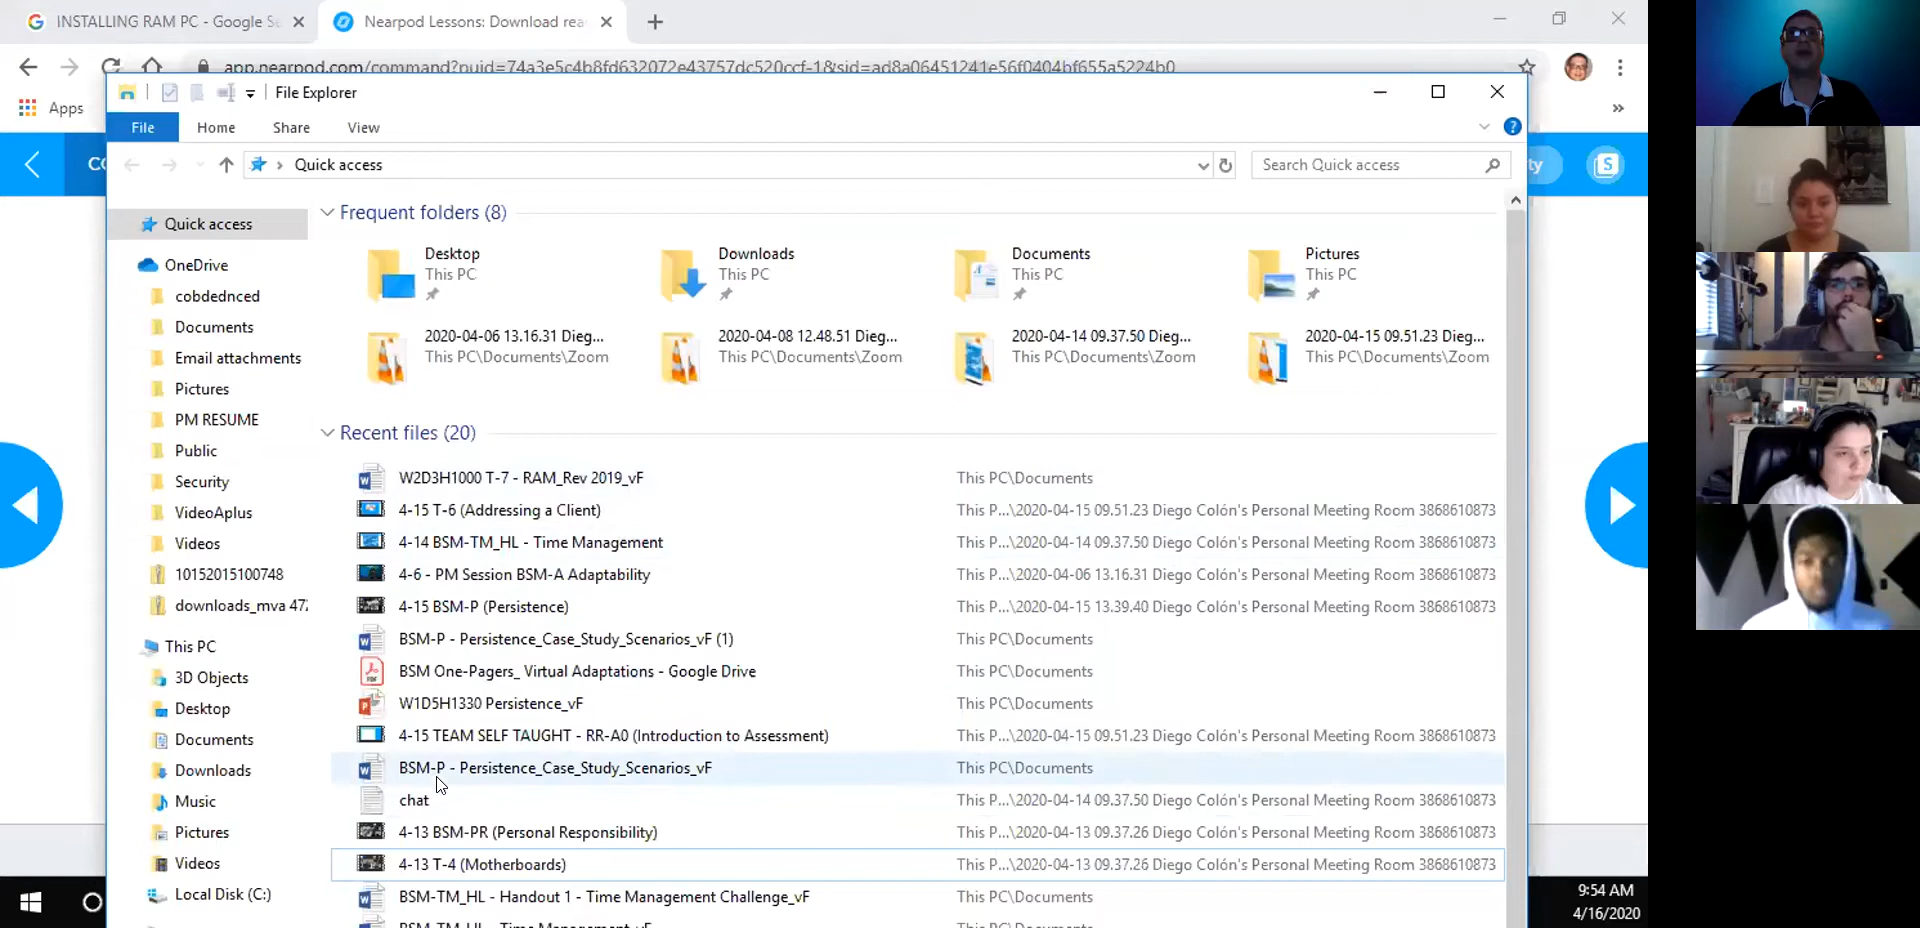 INSTALLING RAM PC - Google Se
Nearpod Lessons: Download rea
app.nearpod.com/command?puid=74a3e5c4b8fd632072e43757dc520ccf-1&sid=ad8a06451241e56f0404bf655a5224b0
Apps
File Explorer
File Home Share View
Quick access
Search Quick access
CO
ty
S
Quick access
OneDrive
cobdednced
Documents
Email attachments
Pictures
PM RESUME
Public
Security
VideoAplus
Videos
10152015100748
downloads_mva 472
This PC
3D Objects
Desktop
Documents
Downloads
Music
Pictures
Videos
Local Disk (C:)
Frequent folders (8)
Desktop
This PC
Downloads
This PC
Documents
This PC
Pictures
This PC
2020-04-06 13.16.31 Dieg...
This PC\Documents\Zoom
2020-04-08 12.48.51 Dieg...
This PC\Documents\Zoom
2020-04-14 09.37.50 Dieg...
This PC\Documents\Zoom
2020-04-15 09.51.23 Dieg...
This PC\Documents\Zoom
Recent files (20)
W2D3H1000 T-7 - RAM_Rev 2019_vF This PC\Documents
4-15 T-6 (Addressing a Client) This P...\2020-04-15 09.51.23 Diego Colón's Personal Meeting Room 3868610873
4-14 BSM-TM_HL - Time Management This P...\2020-04-14 09.37.50 Diego Colón's Personal Meeting Room 3868610873
4-6 - PM Session BSM-A Adaptability This P...\2020-04-06 13.16.31 Diego Colón's Personal Meeting Room 3868610873
4-15 BSM-P (Persistence) This P...\2020-04-15 13.39.40 Diego Colón's Personal Meeting Room 3868610873
BSM-P - Persistence_Case_Study_Scenarios_vF (1) This PC\Documents
BSM One-Pagers_ Virtual Adaptations - Google Drive This PC\Documents
W1D5H1330 Persistence_vF This PC\Documents
4-15 TEAM SELF TAUGHT - RR-A0 (Introduction to Assessment) This P...\2020-04-15 09.51.23 Diego Colón's Personal Meeting Room 3868610873
BSM-P - Persistence_Case_Study_Scenarios_vF This PC\Documents
chat This P...\2020-04-14 09.37.50 Diego Colón's Personal Meeting Room 3868610873
4-13 BSM-PR (Personal Responsibility) This P...\2020-04-13 09.37.26 Diego Colón's Personal Meeting Room 3868610873
4-13 T-4 (Motherboards) This P...\2020-04-13 09.37.26 Diego Colón's Personal Meeting Room 3868610873
BSM-TM_HL - Handout 1 - Time Management Challenge_vF This PC\Documents
BSM-TM_HL - Time Management_vF
9:54 AM
4/16/2020